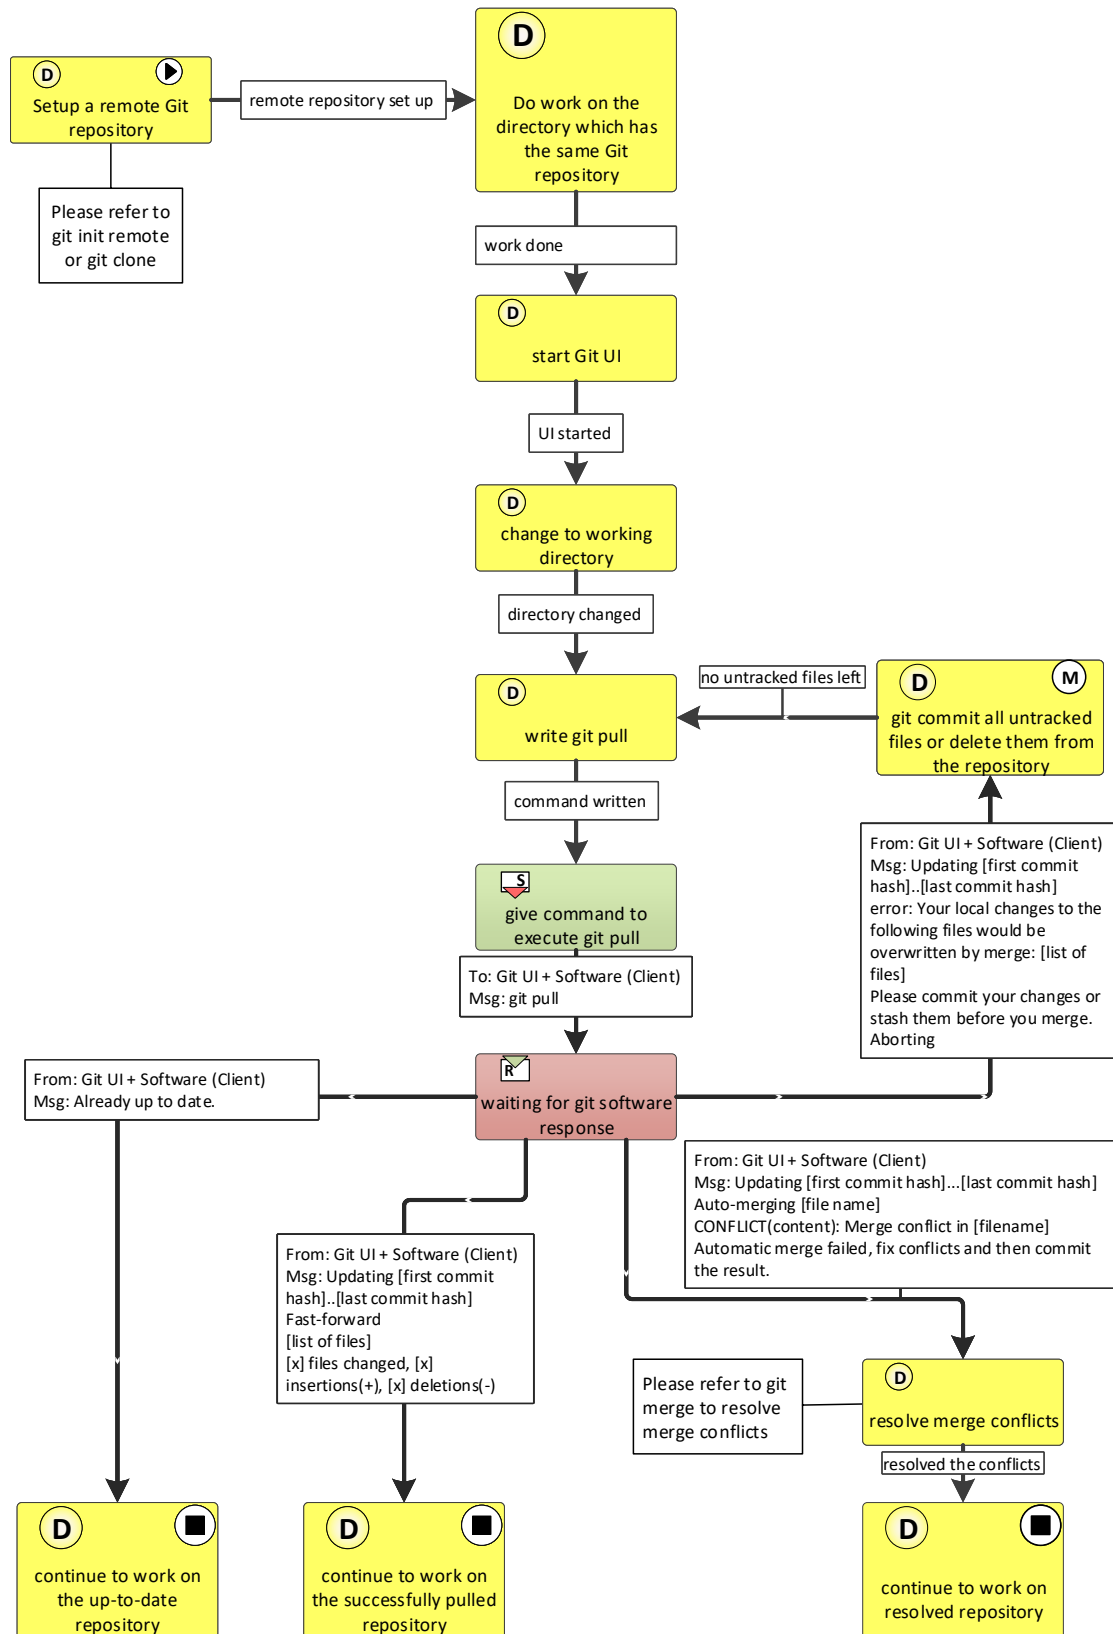 D
Setup a remote Git
repository
remote repository set up
D
Do work on the
directory which has
the same Git
repository
Please refer to
git init remote
or git clone
work done
D
start Git UI
UI started
D
change to working
directory
directory changed
D
write git pull
no untracked files left
D
M
git commit all untracked
files or delete them from
the repository
command written
S
give command to
execute git pull
To: Git UI + Software (Client)
Msg: git pull
From: Git UI + Software (Client)
Msg: Updating [first commit
hash]..[last commit hash]
error: Your local changes to the
following files would be
overwritten by merge: [list of
files]
Please commit your changes or
stash them before you merge.
Aborting
R
waiting for git software
response
From: Git UI + Software (Client)
Msg: Already up to date.
From: Git UI + Software (Client)
Msg: Updating [first commit hash]...[last commit hash]
Auto-merging [file name]
CONFLICT(content): Merge conflict in [filename]
Automatic merge failed, fix conflicts and then commit
the result.
From: Git UI + Software (Client)
Msg: Updating [first commit
hash]..[last commit hash]
Fast-forward
[list of files]
[x] files changed, [x]
insertions(+), [x] deletions(-)
Please refer to git
merge to resolve
merge conflicts
D
resolve merge conflicts
resolved the conflicts
D
continue to work on
the up-to-date
repository
D
continue to work on
the successfully pulled
repository
D
continue to work on
resolved repository